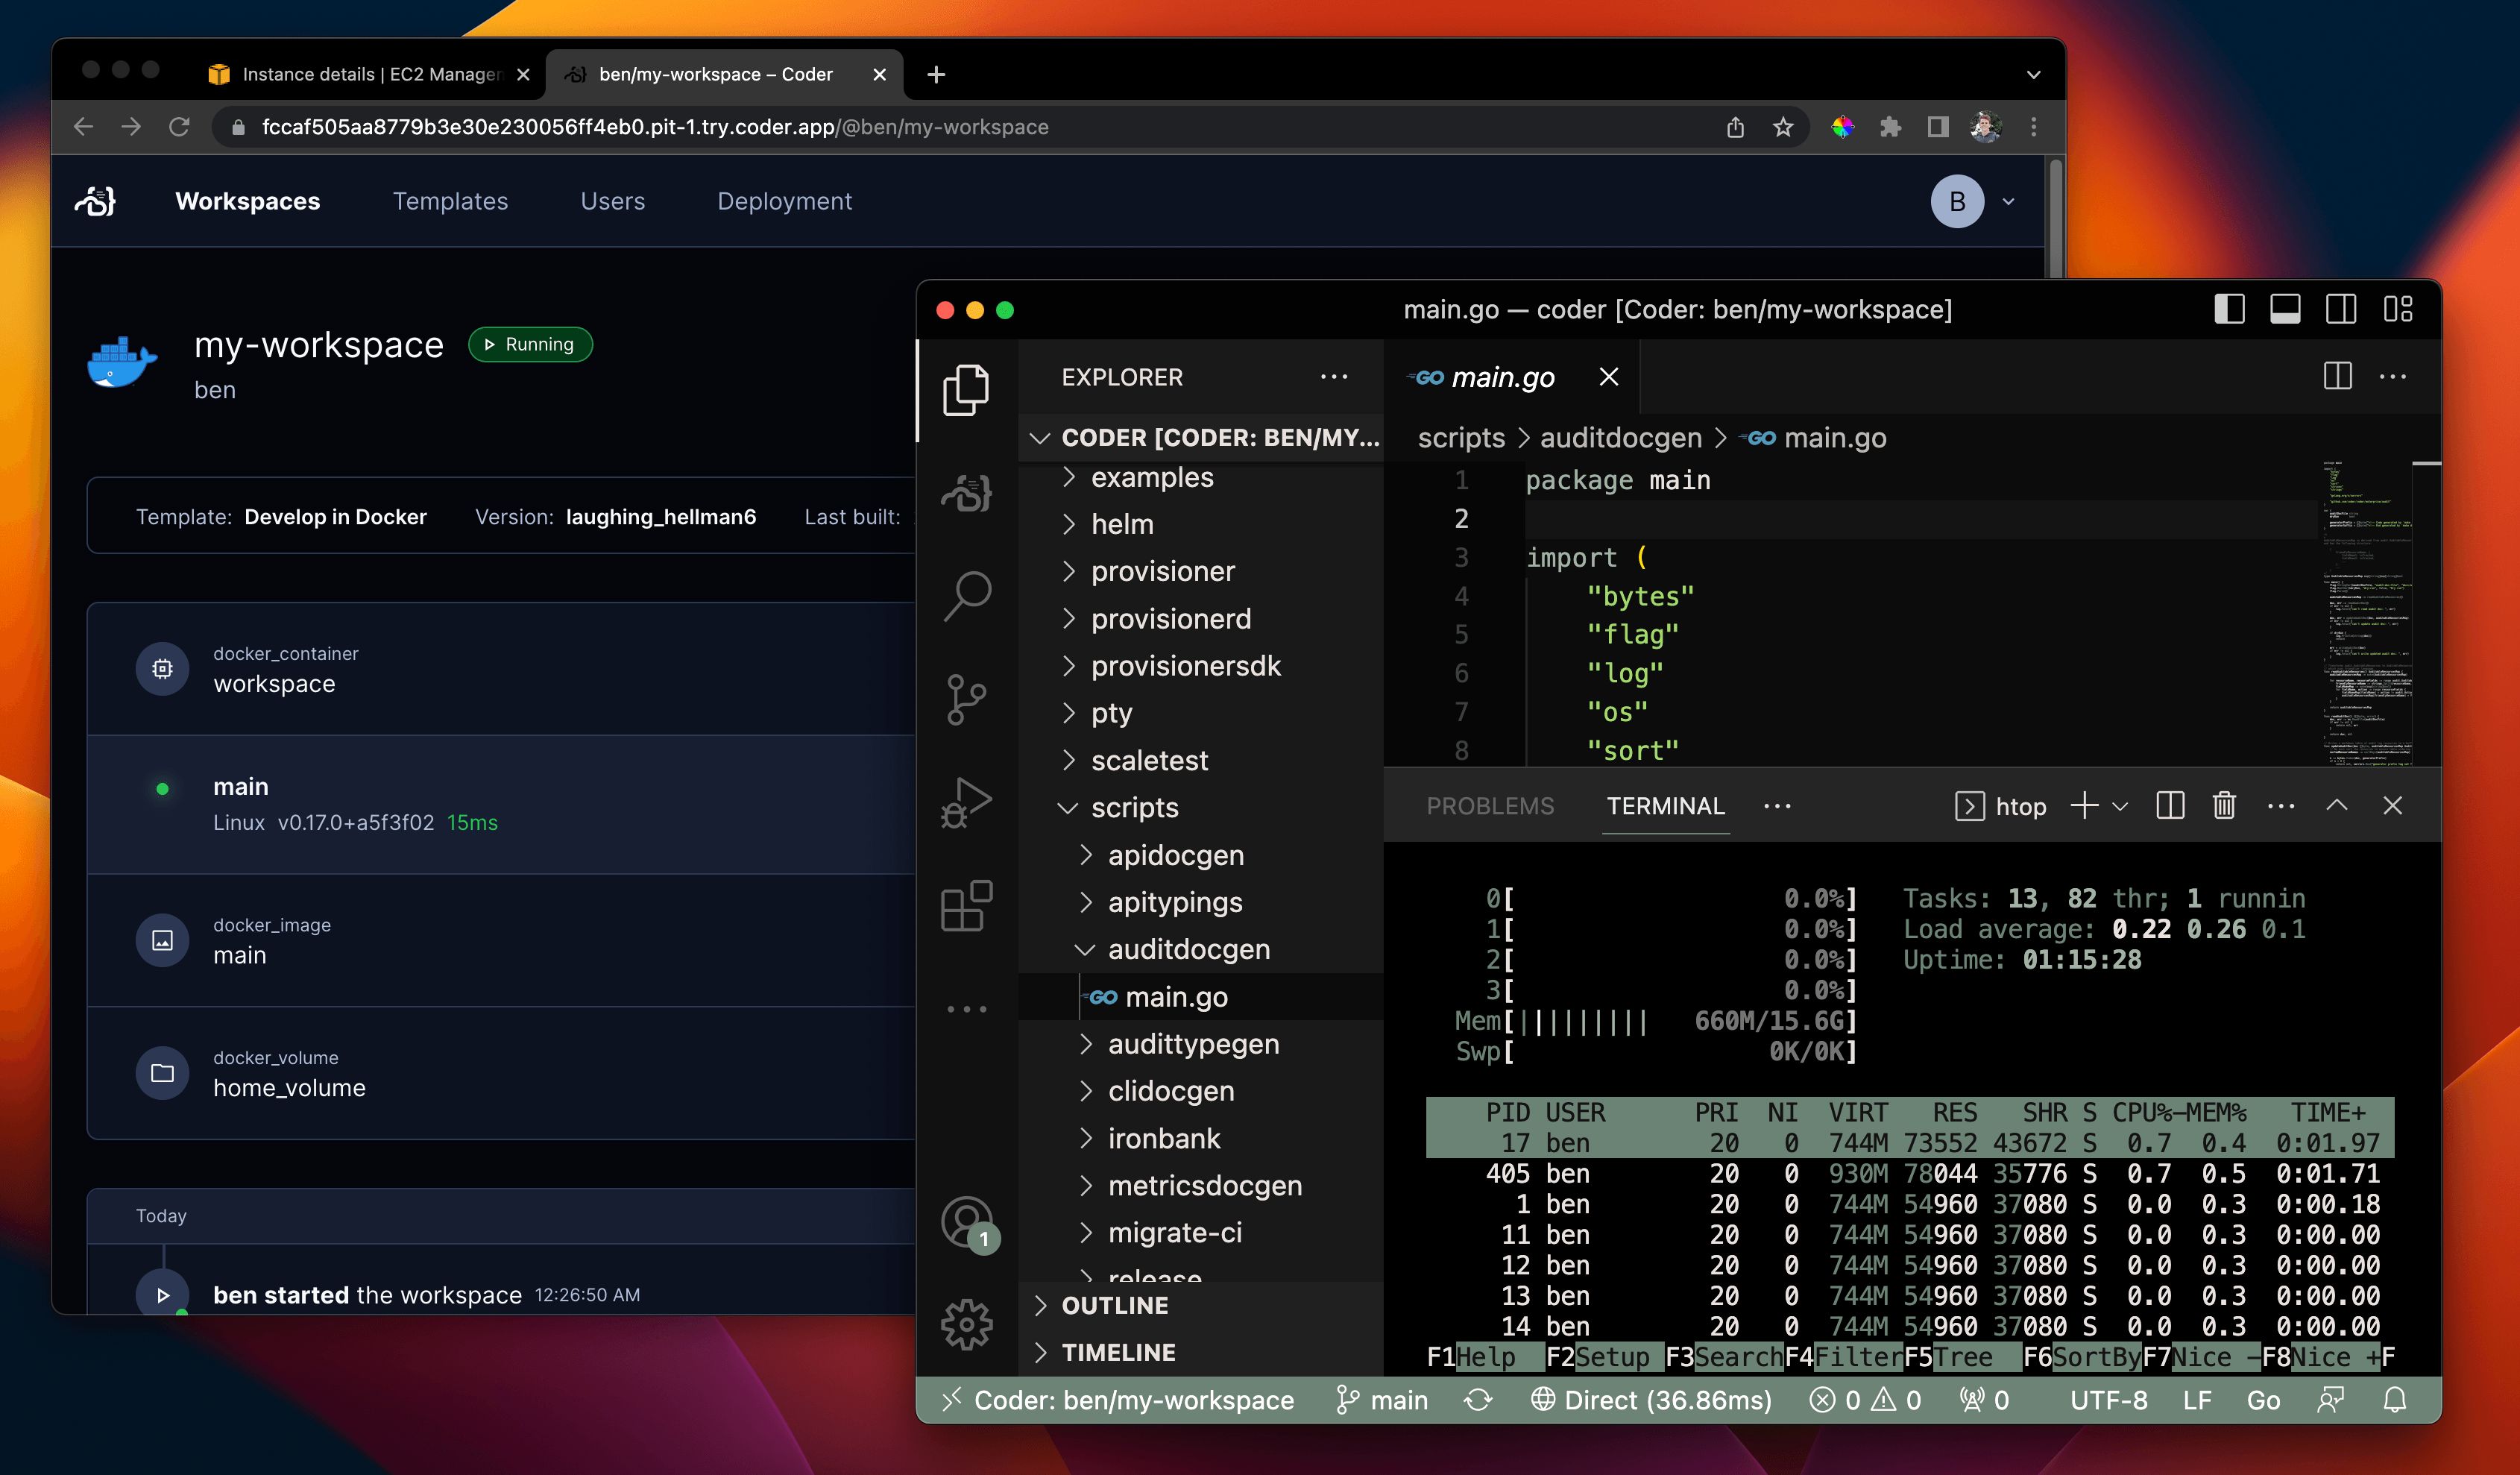 Instance details | EC2 Managen
ben/my-workspace – Coder
fccaf505aa8779b3e30e230056ff4eb0.pit-1.try.coder.app/@ben/my-workspace
Workspaces Templates Users Deployment B
my-workspace Running
ben
Template: Develop in Docker Version: laughing_hellman6 Last built:
docker_container
workspace
main
Linux v0.17.0+a5f3f02 15ms
docker_image
main
docker_volume
home_volume
Today
ben started the workspace 12:26:50 AM
main.go — coder [Coder: ben/my-workspace]
EXPLORER
CODER [CODER: BEN/MY...
examples
helm
provisioner
provisionerd
provisionersdk
pty
scaletest
scripts
apidocgen
apitypings
auditdocgen
GO main.go
audittypegen
clidocgen
ironbank
metricsdocgen
migrate-ci
release
OUTLINE
TIMELINE
1
GO main.go
scripts > auditdocgen > GO main.go
1 package main
2
3 import (
4 "bytes"
5 "flag"
6 "log"
7 "os"
8 "sort"
PROBLEMS TERMINAL htop
0[ 0.0%] Tasks: 13, 82 thr; 1 runnin
1[ 0.0%] Load average: 0.22 0.26 0.1
2[ 0.0%] Uptime: 01:15:28
3[ 0.0%]
Mem[||||||||| 660M/15.6G]
Swp[ 0K/0K]
PID USER PRI NI VIRT RES SHR S CPU%-MEM% TIME+
17 ben 20 0 744M 73552 43672 S 0.7 0.4 0:01.97
405 ben 20 0 930M 78044 35776 S 0.7 0.5 0:01.71
1 ben 20 0 744M 54960 37080 S 0.0 0.3 0:00.18
11 ben 20 0 744M 54960 37080 S 0.0 0.3 0:00.00
12 ben 20 0 744M 54960 37080 S 0.0 0.3 0:00.00
13 ben 20 0 744M 54960 37080 S 0.0 0.3 0:00.00
14 ben 20 0 744M 54960 37080 S 0.0 0.3 0:00.00
F1Help F2Setup F3SearchF4FilterF5Tree F6SortByF7Nice -F8Nice +F
Coder: ben/my-workspace main Direct (36.86ms) 0 0 0 UTF-8 LF Go